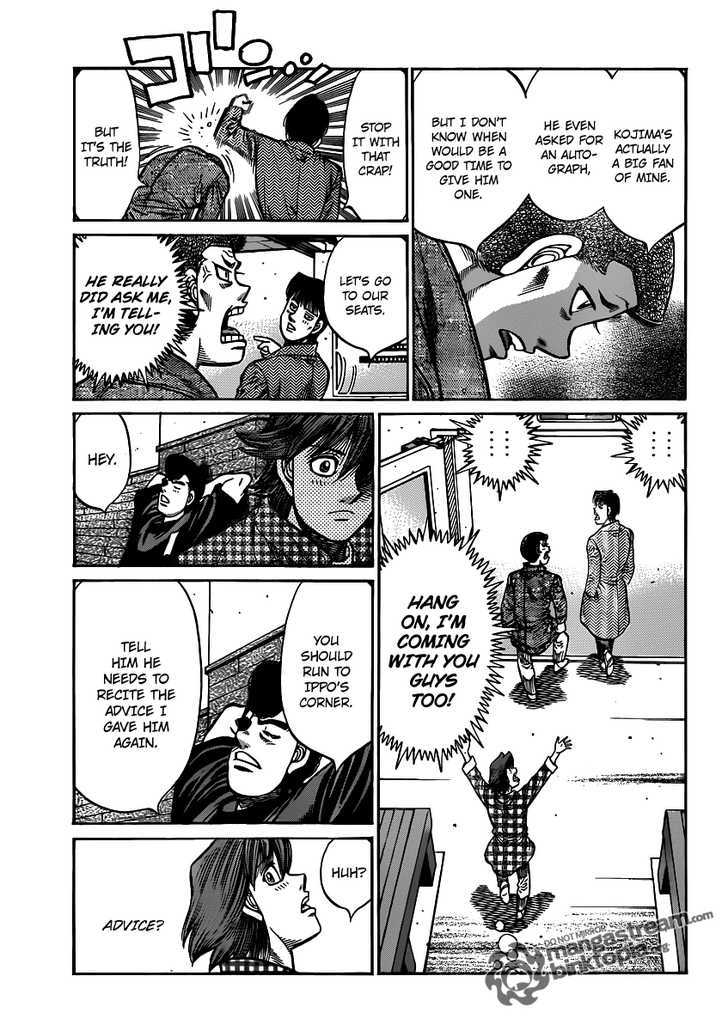 KOJIMA'S
ACTUALLY
A BIG FAN
OF MINE.
HE EVEN
ASKED FOR
AN AUTO-
GRAPH,
BUT I DON'T
KNOW WHEN
WOULD BE A
GOOD TIME TO
GIVE HIM
ONE.
ゴン...
STOP
IT WITH
THAT
CRAP!
BUT
IT'S THE
TRUTH!
LET'S GO
TO OUR
SEATS.
HE REALLY
DID ASK ME,
I'M TELL-
ING YOU!
......
......
HANG
ON, I'M
COMING
WITH YOU
GUYS
TOO!
HEY.
YOU
SHOULD
RUN TO
IPPO'S
CORNER.
TELL
HIM HE
NEEDS TO
RECITE THE
ADVICE I
GAVE HIM
AGAIN.
HUH?
ADVICE?
DO NOT MIRROR!
mangastream.com
binktopia